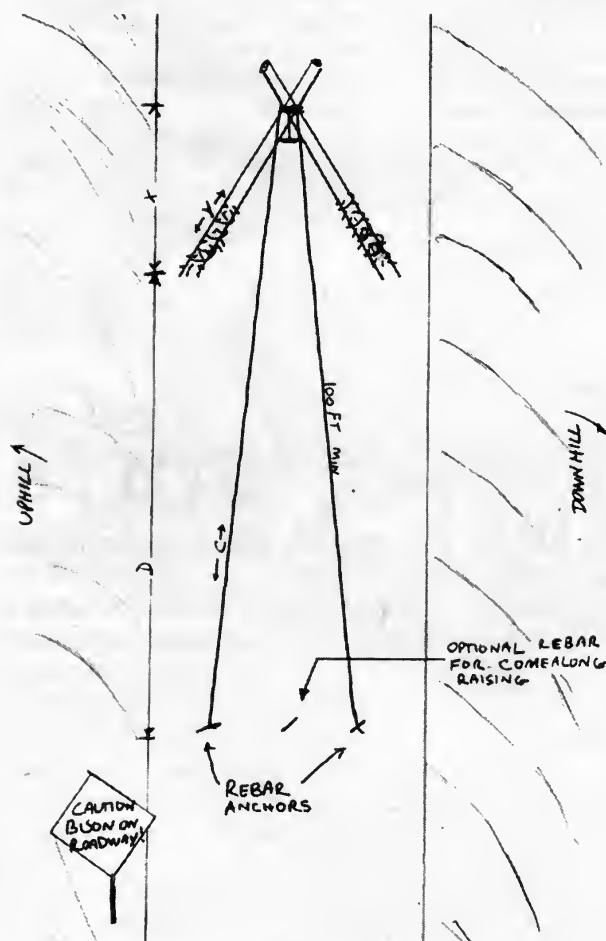 X
Y
100 FT MIN
UPHILL
DOWNHILL
C
D
OPTIONAL REBAR
FOR COMEALONG
RAISING
REBAR
ANCHORS
CAUTION
BISON ON
ROADWAY!